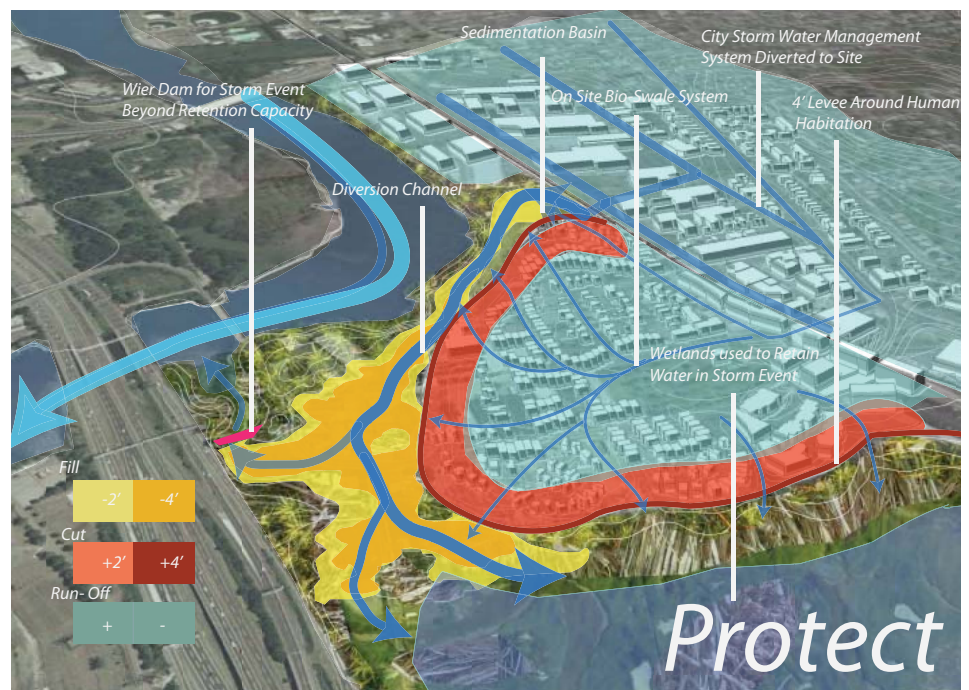 Sedimentation Basin
City Storm Water Management
System Diverted to Site
Wier Dam for Storm Event
Beyond Retention Capacity
On Site Bio-Swale System
4’ Levee Around Human
Habitation
Diversion Channel
Wetlands used to Retain
Water in Storm Event
Fill
-2’ -4’
Cut
+2’ +4’
Run- Off
+ -
Protect